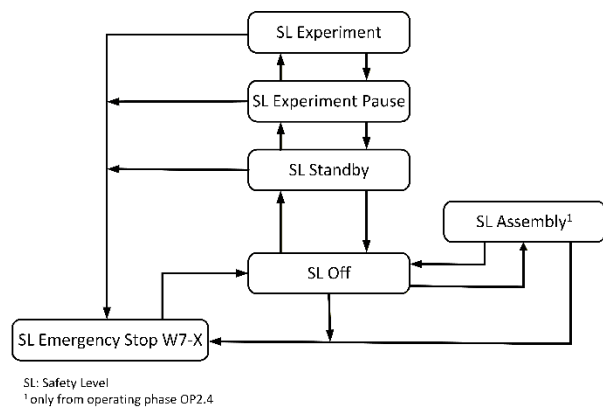 SL Experiment
SL Experiment Pause
SL Standby
SL Assembly¹
SL Off
SL Emergency Stop W7-X
SL: Safety Level
¹ only from operating phase OP2.4